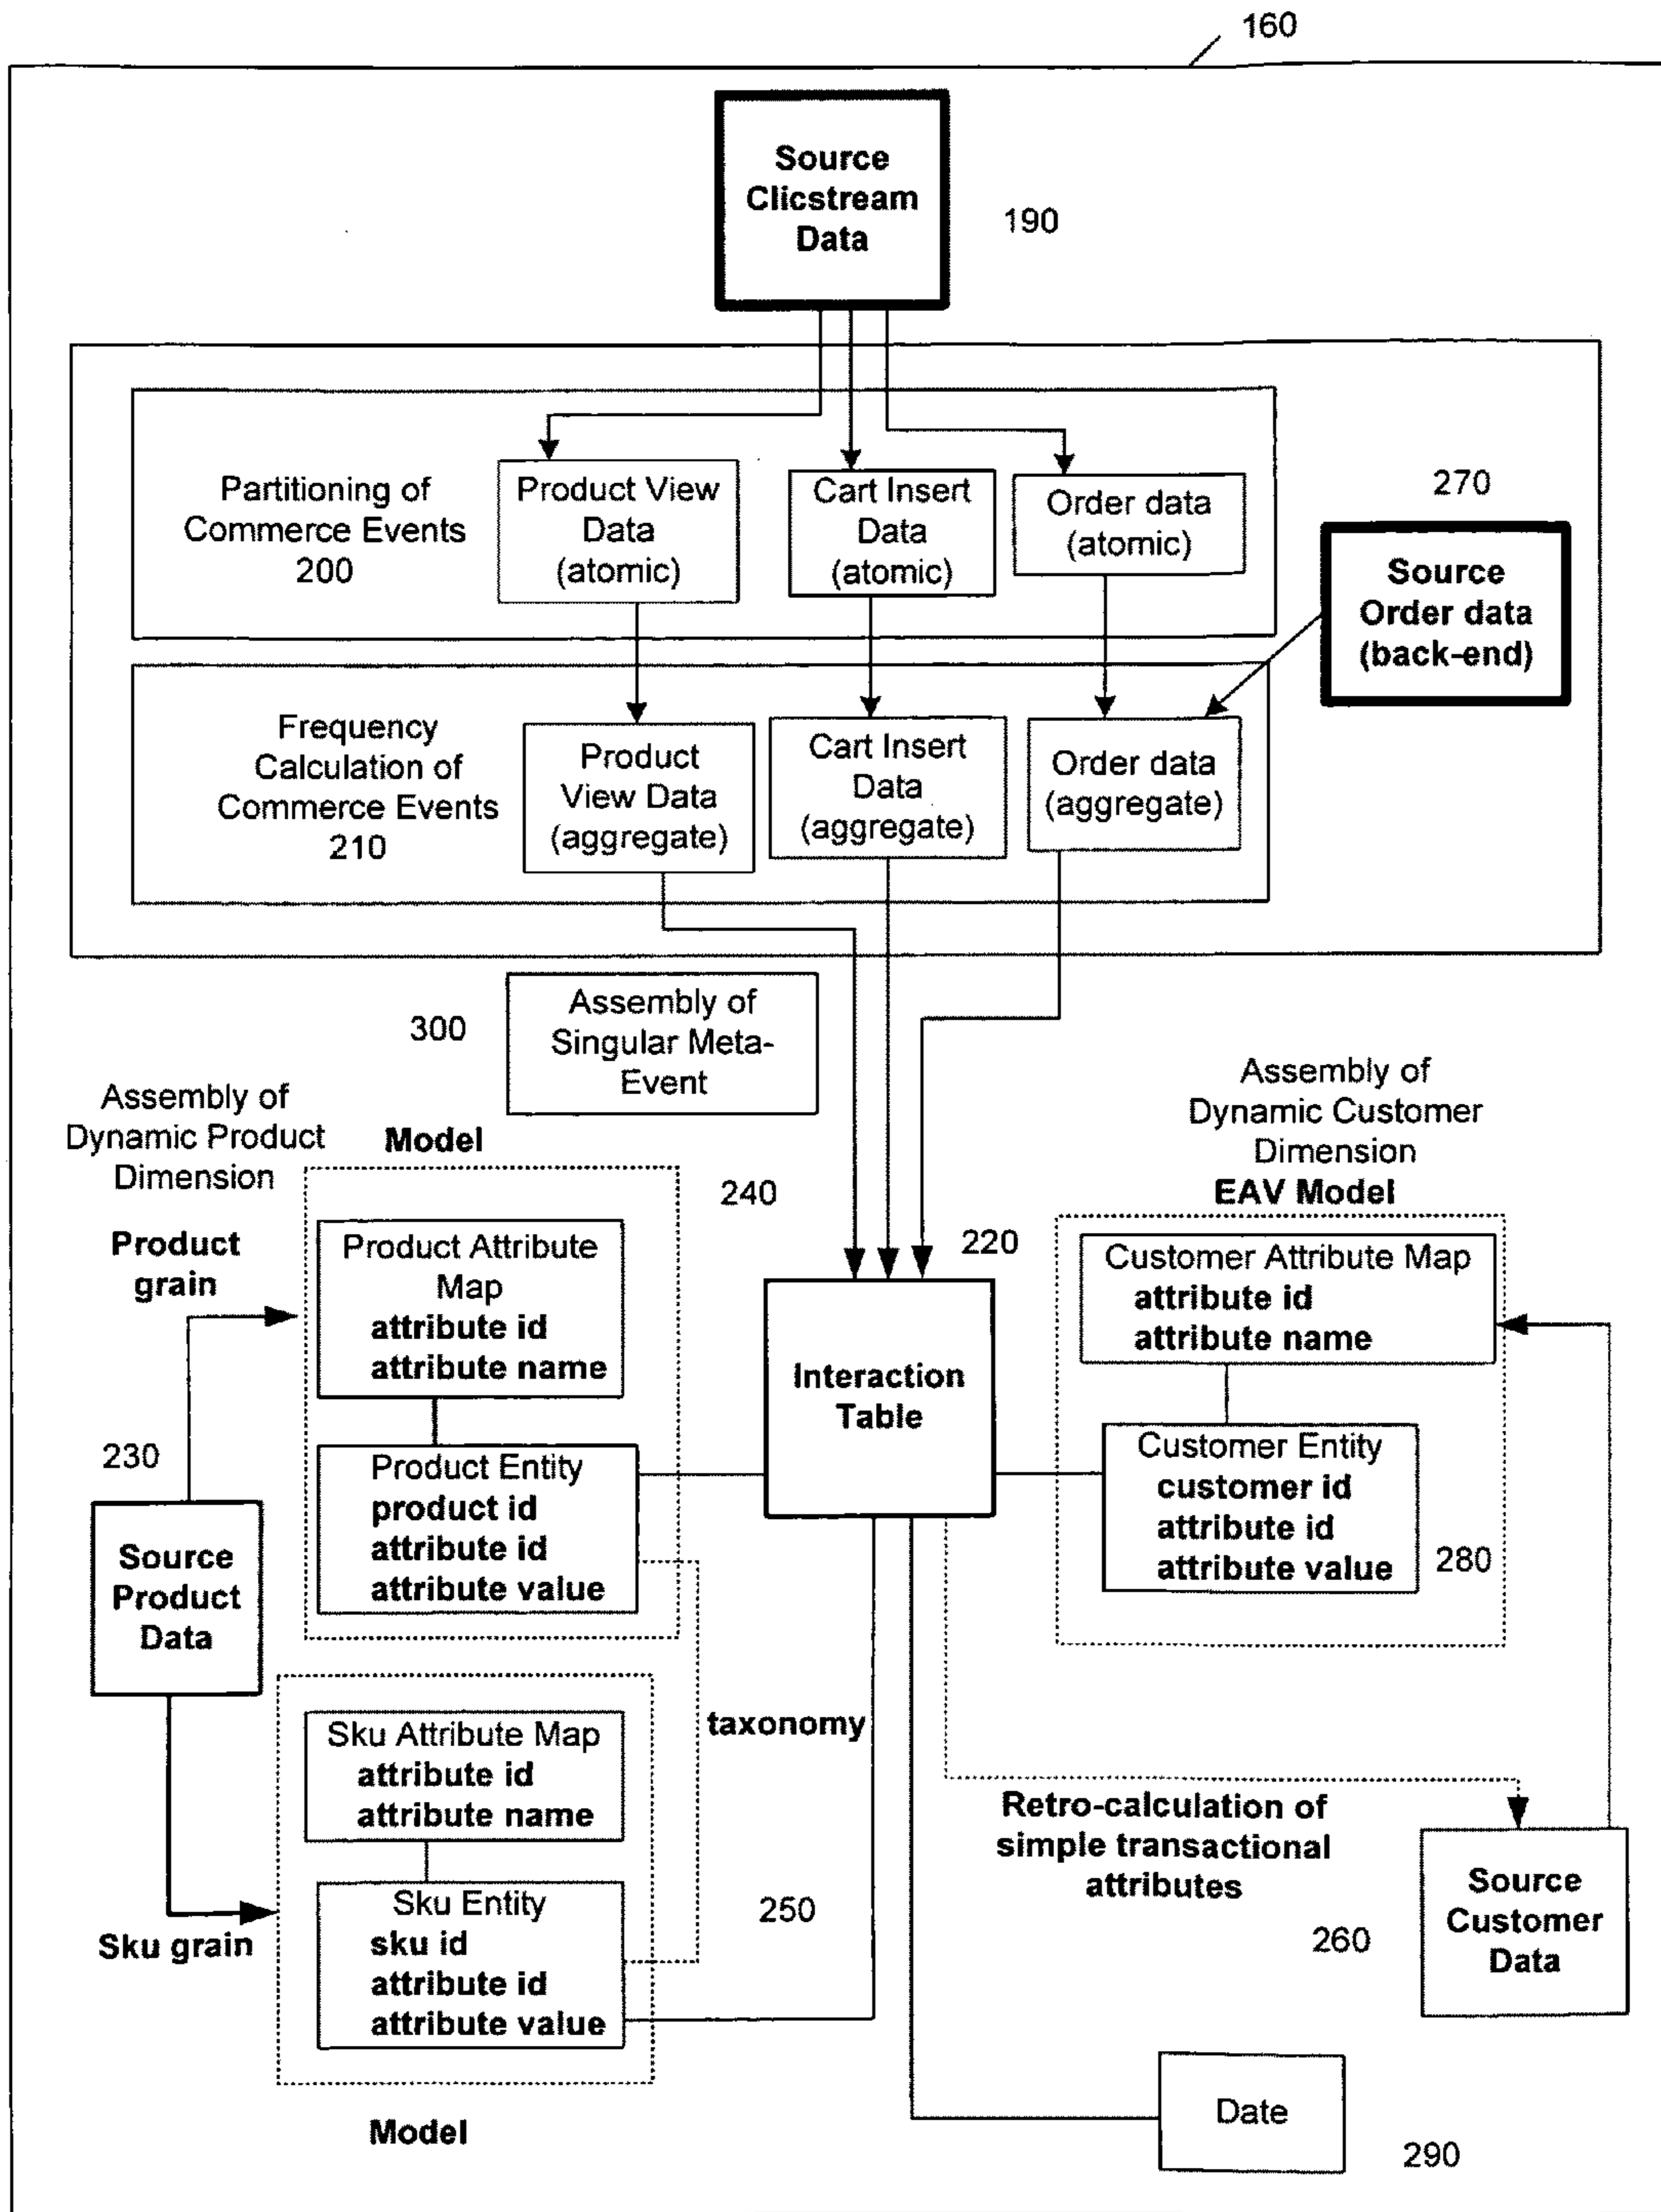 160
Source
Clicstream
Data
190
Partitioning of
Commerce Events
200
Product View
Data
(atomic)
Cart Insert
Data
(atomic)
Order data
(atomic)
270
Source
Order data
(back-end)
Frequency
Calculation of
Commerce Events
210
Product
View Data
(aggregate)
Cart Insert
Data
(aggregate)
Order data
(aggregate)
300
Assembly of
Singular Meta-
Event
Assembly of
Dynamic Product
Dimension
Model
240
Product
grain
Product Attribute
Map
attribute id
attribute name
230
Product Entity
product id
attribute id
attribute value
Source
Product
Data
220
Interaction
Table
Assembly of
Dynamic Customer
Dimension
EAV Model
Customer Attribute Map
attribute id
attribute name
Customer Entity
customer id
attribute id
attribute value
280
taxonomy
Sku Attribute Map
attribute id
attribute name
Sku Entity
sku id
attribute id
attribute value
250
Sku grain
Model
Retro-calculation of
simple transactional
attributes
260
Source
Customer
Data
Date
290